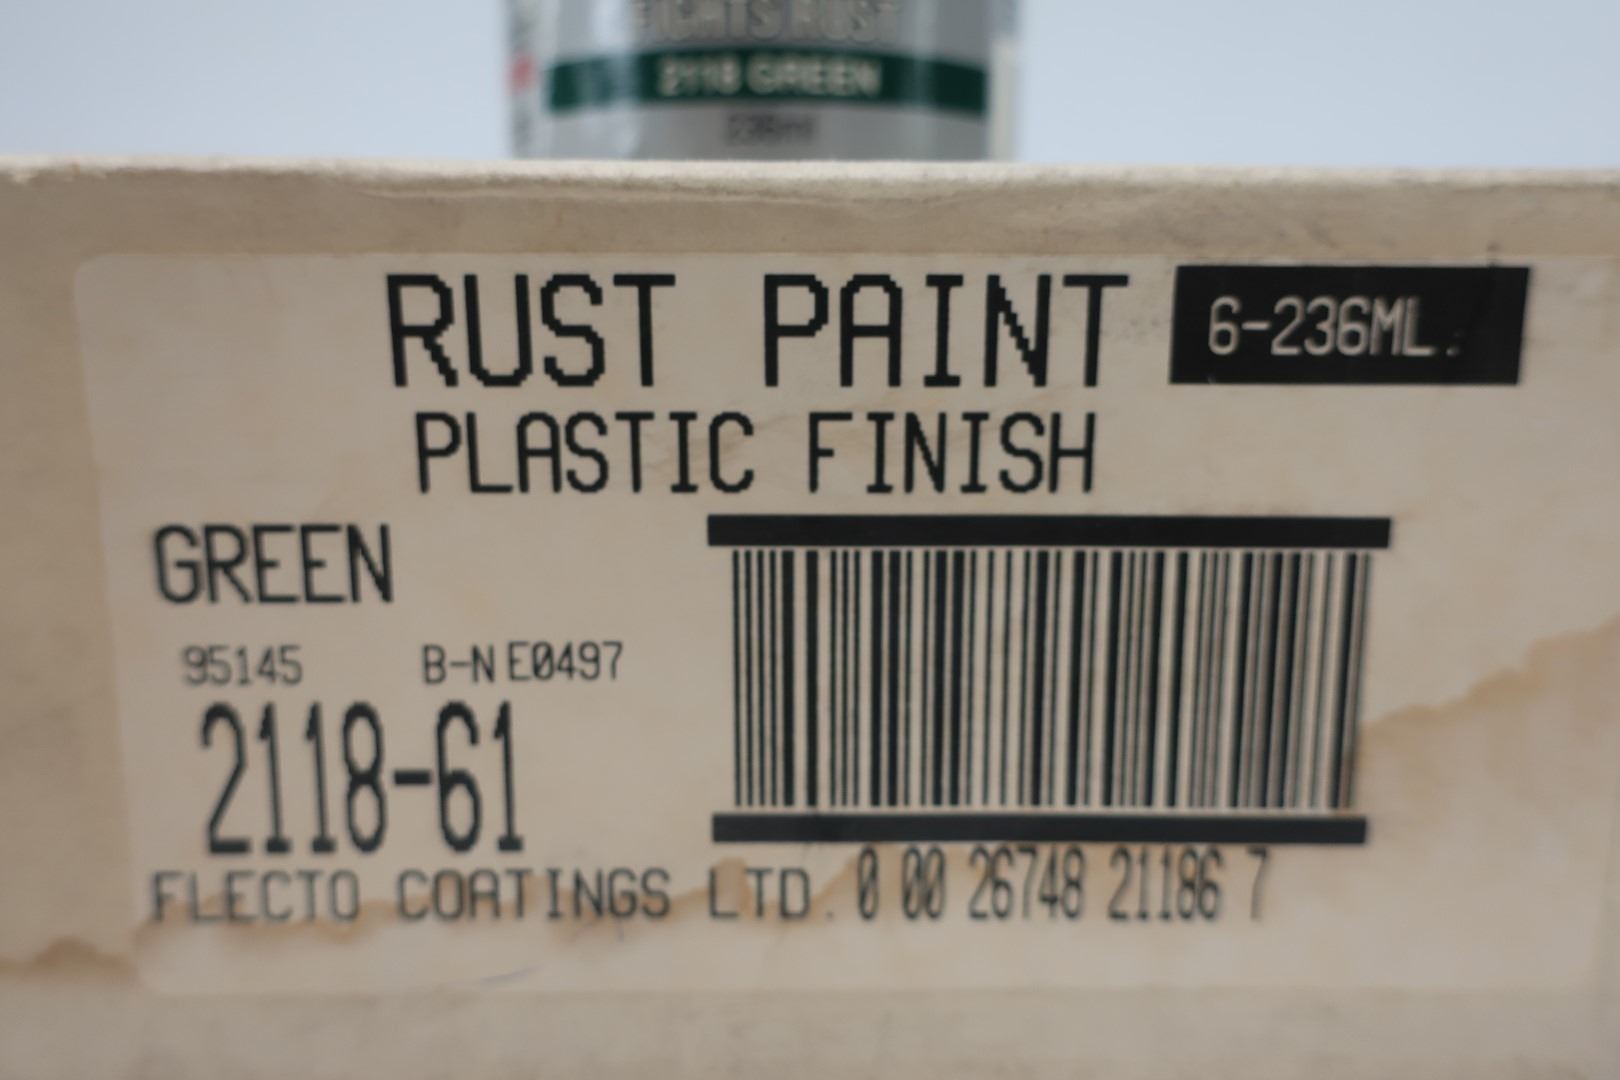 FIGHTS RUST
2118 GREEN
236ml
RUST PAINT 6-236ML.
PLASTIC FINISH
GREEN
95145 B-N E0497
2118-61
FLECTO COATINGS LTD. 0 00 26748 21186 7